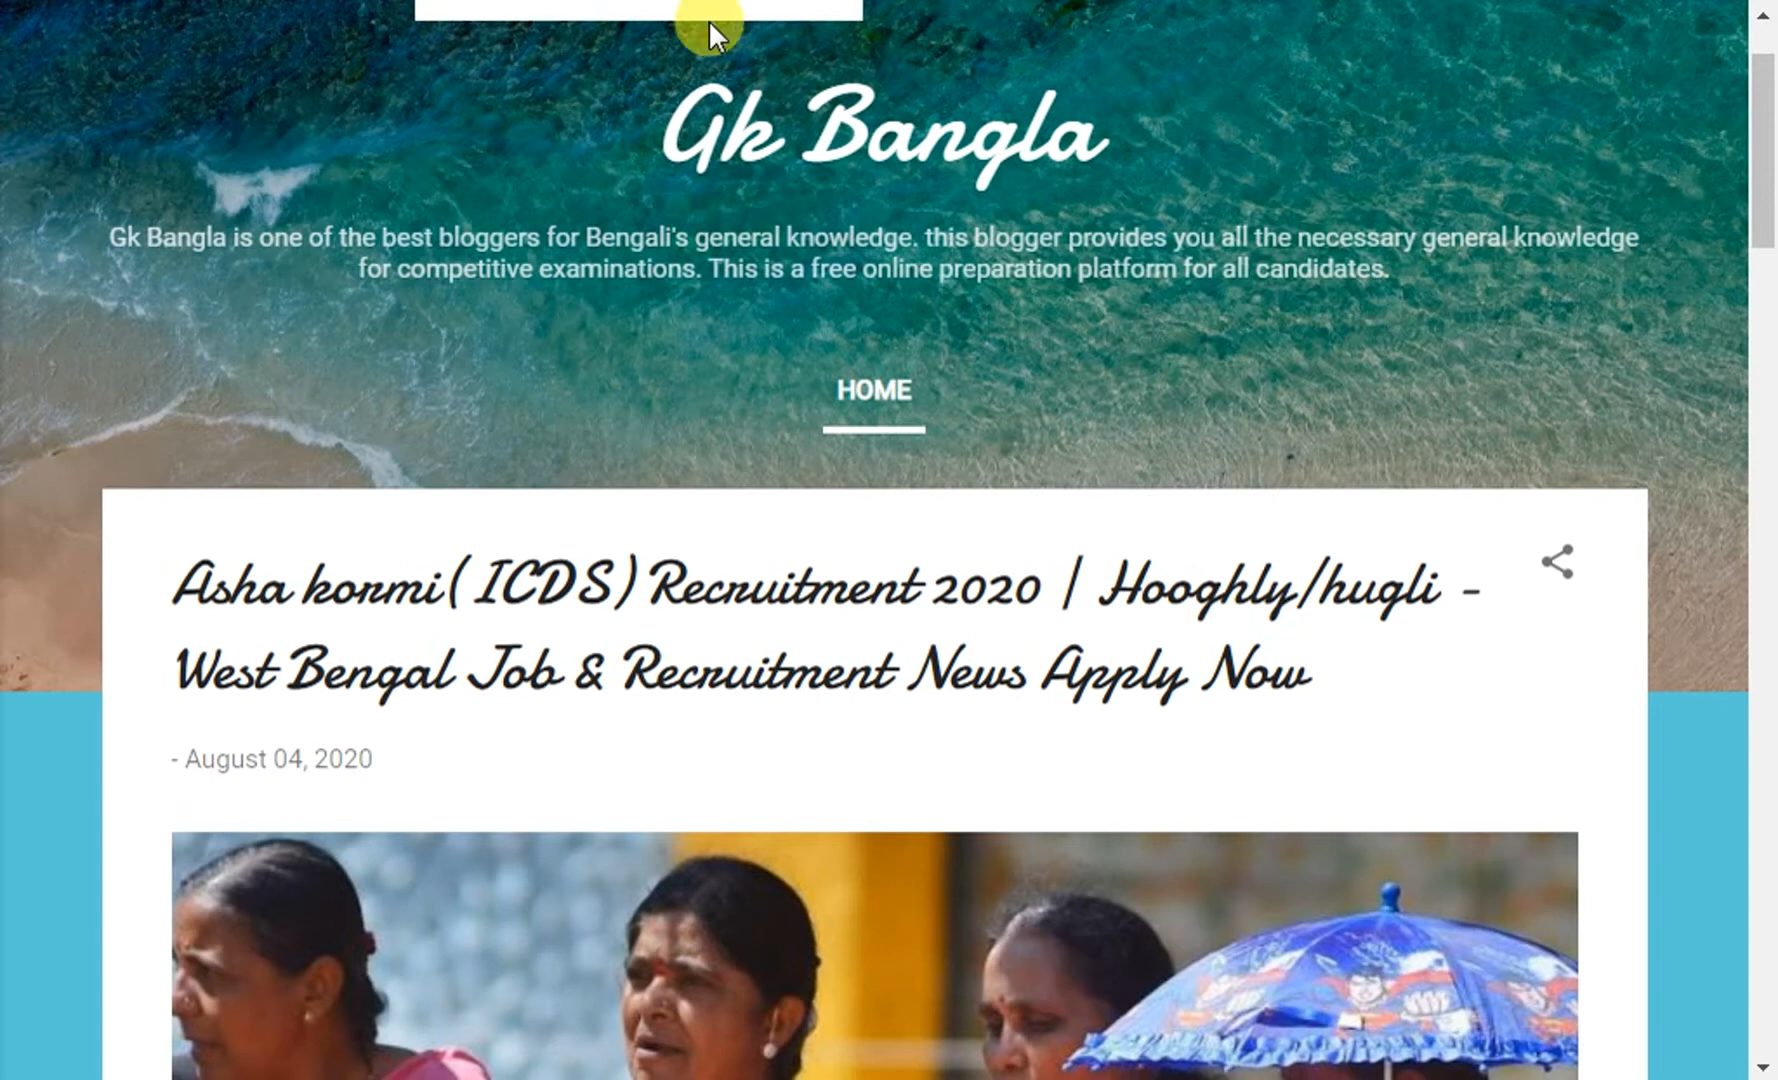 Gk Bangla
Gk Bangla is one of the best bloggers for Bengali's general knowledge. this blogger provides you all the necessary general knowledge
for competitive examinations. This is a free online preparation platform for all candidates.
HOME
Asha kormi( ICDS) Recruitment 2020 | Hooghly/hugli -
West Bengal Job & Recruitment News Apply Now
- August 04, 2020